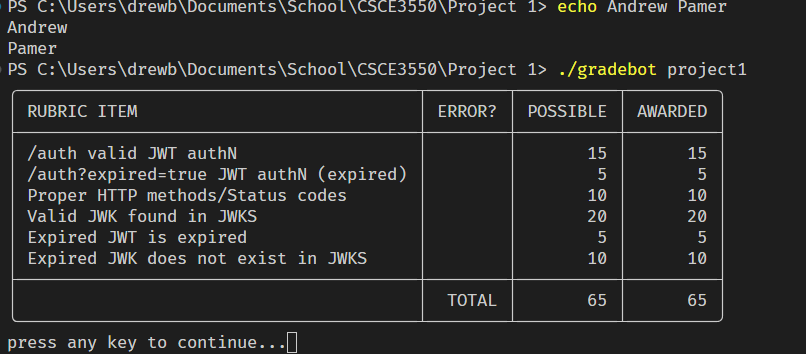 PS C:\Users\drewb\Documents\School\CSCE3550\Project 1> echo Andrew Pamer
Andrew
Pamer
PS C:\Users\drewb\Documents\School\CSCE3550\Project 1> ./gradebot project1
RUBRIC ITEM ERROR? POSSIBLE AWARDED
/auth valid JWT authN 15 15
/auth?expired=true JWT authN (expired) 5 5
Proper HTTP methods/Status codes 10 10
Valid JWK found in JWKS 20 20
Expired JWT is expired 5 5
Expired JWK does not exist in JWKS 10 10
TOTAL 65 65
press any key to continue...